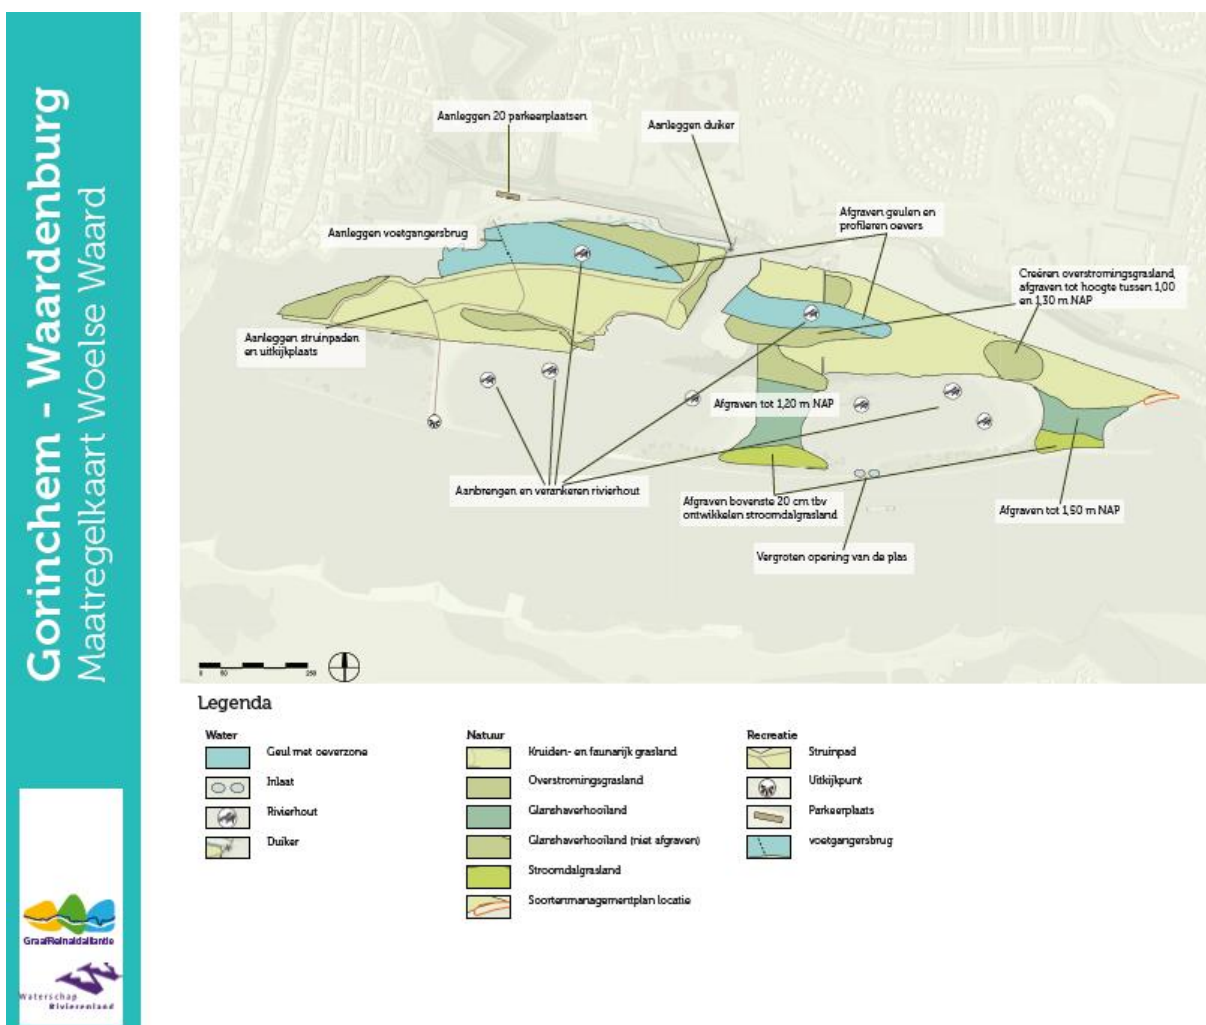 Gorinchem - Waardenburg
Maatregelkaart Woelse Waard
Aanleggen 20 parkeerplaatsen
Aanleggen duiker
Aanleggen voetgangersbrug
Afgraven geulen en
profileren oevers
Creëren overstromingsgrasland,
afgraven tot hoogte tussen 1,00
en 1,30 m NAP
Aanleggen struinpaden
en uitkijkplaats
Afgraven tot 1,20 m NAP
Aanbrengen en verankeren rivierhout
Afgraven bovenste 20 cm tbv
ontwikkelen stroomdalgrasland
Afgraven tot 1,50 m NAP
Vergroten opening van de plas
0 50 250
Legenda
Water
Geul met oeverzone
Inlaat
Rivierhout
Duiker
Natuur
Kruiden- en faunarijk grasland
Overstromingsgrasland
Glanshaverhooiland
Glanshaverhooiland (niet afgraven)
Stroomdalgrasland
Soortenmanagementplan locatie
Recreatie
Struinpad
Uitkijkpunt
Parkeerplaats
voetgangersbrug
GraafReinaldalliantie
Waterschap
Rivierenland